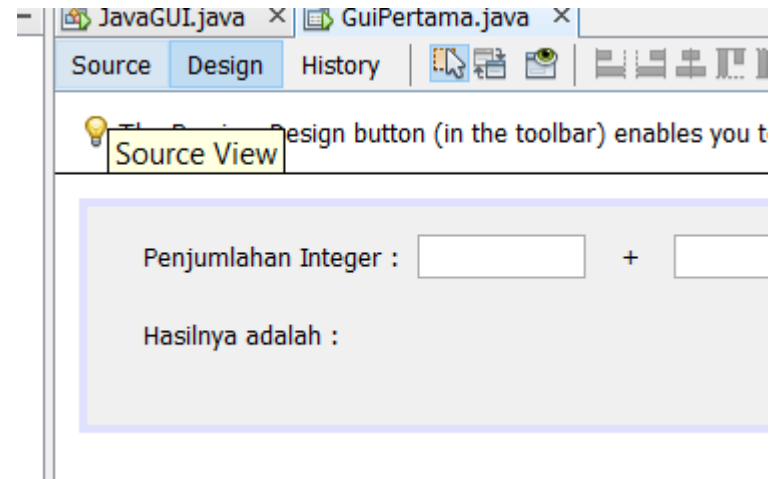 JavaGUI.java × GuiPertama.java ×
Source Design History
Design button (in the toolbar) enables you
Source View
Penjumlahan Integer : +
Hasilnya adalah :